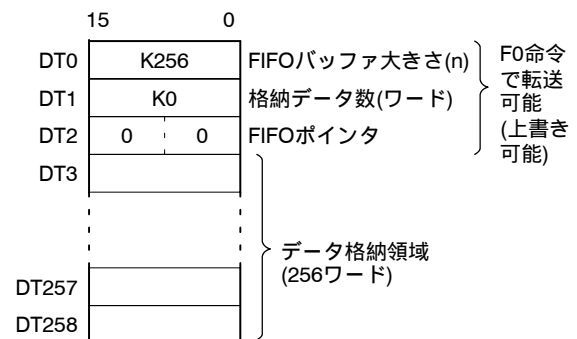 15 0
DT0 K256 FIFOバッファ大きさ(n)
DT1 K0 格納データ数(ワード)
DT2 0 0 FIFOポインタ
DT3
F0命令
で転送
可能
(上書き
可能)
データ格納領域
(256ワード)
DT257
DT258